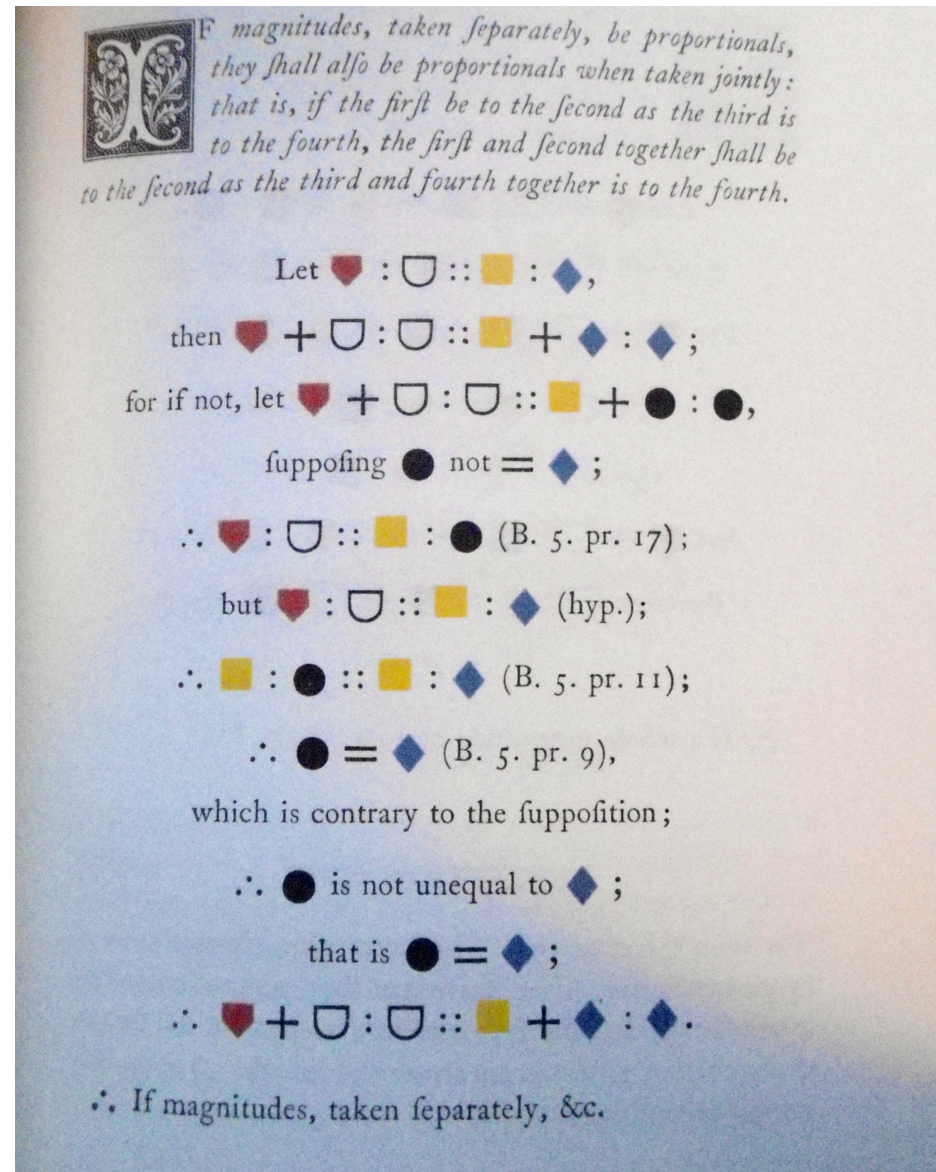 IF magnitudes, taken ſeparately, be proportionals,
they ſhall alſo be proportionals when taken jointly:
that is, if the firſt be to the ſecond as the third is
to the fourth, the firſt and ſecond together ſhall be
to the ſecond as the third and fourth together is to the fourth.
Let : :: : ,
then + : :: + : ;
for if not, let + : :: + : ,
ſuppoſing not = ;
∴ : :: : (B. 5. pr. 17);
but : :: : (hyp.);
∴ : :: : (B. 5. pr. 11);
∴ = (B. 5. pr. 9),
which is contrary to the ſuppoſition;
∴ is not unequal to ;
that is = ;
∴ + : :: + : .
∴ If magnitudes, taken ſeparately, &c.